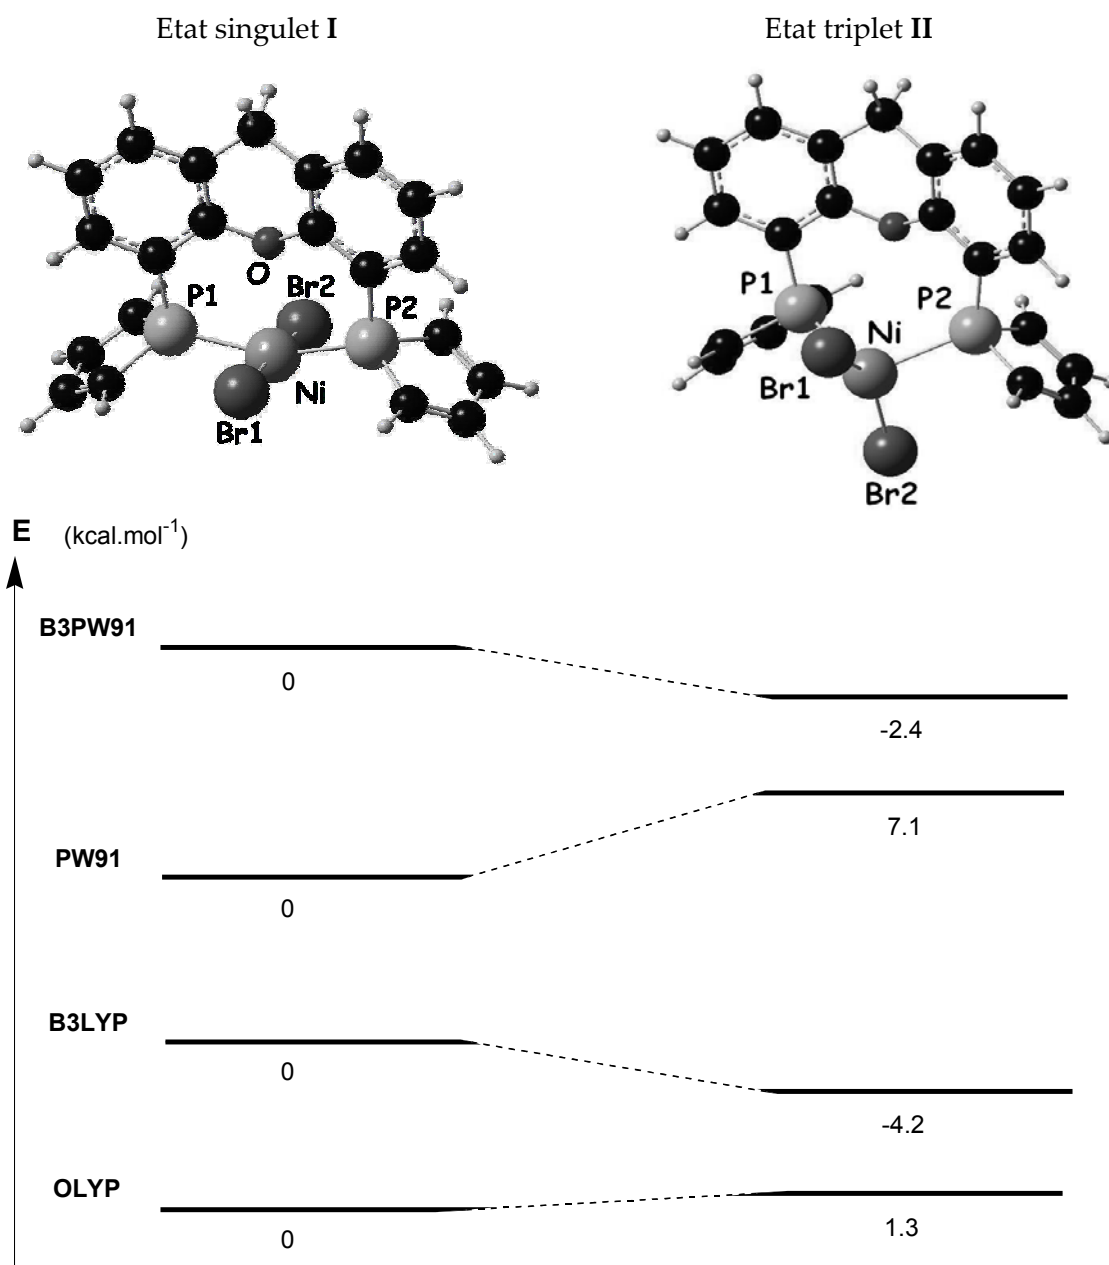 Etat singulet I
Etat triplet II
O
Br2
P1
P2
Ni
Br1
P1
P2
Ni
Br1
Br2
E (kcal.mol⁻¹)
B3PW91
0
-2.4
7.1
PW91
0
B3LYP
0
-4.2
OLYP
0
1.3